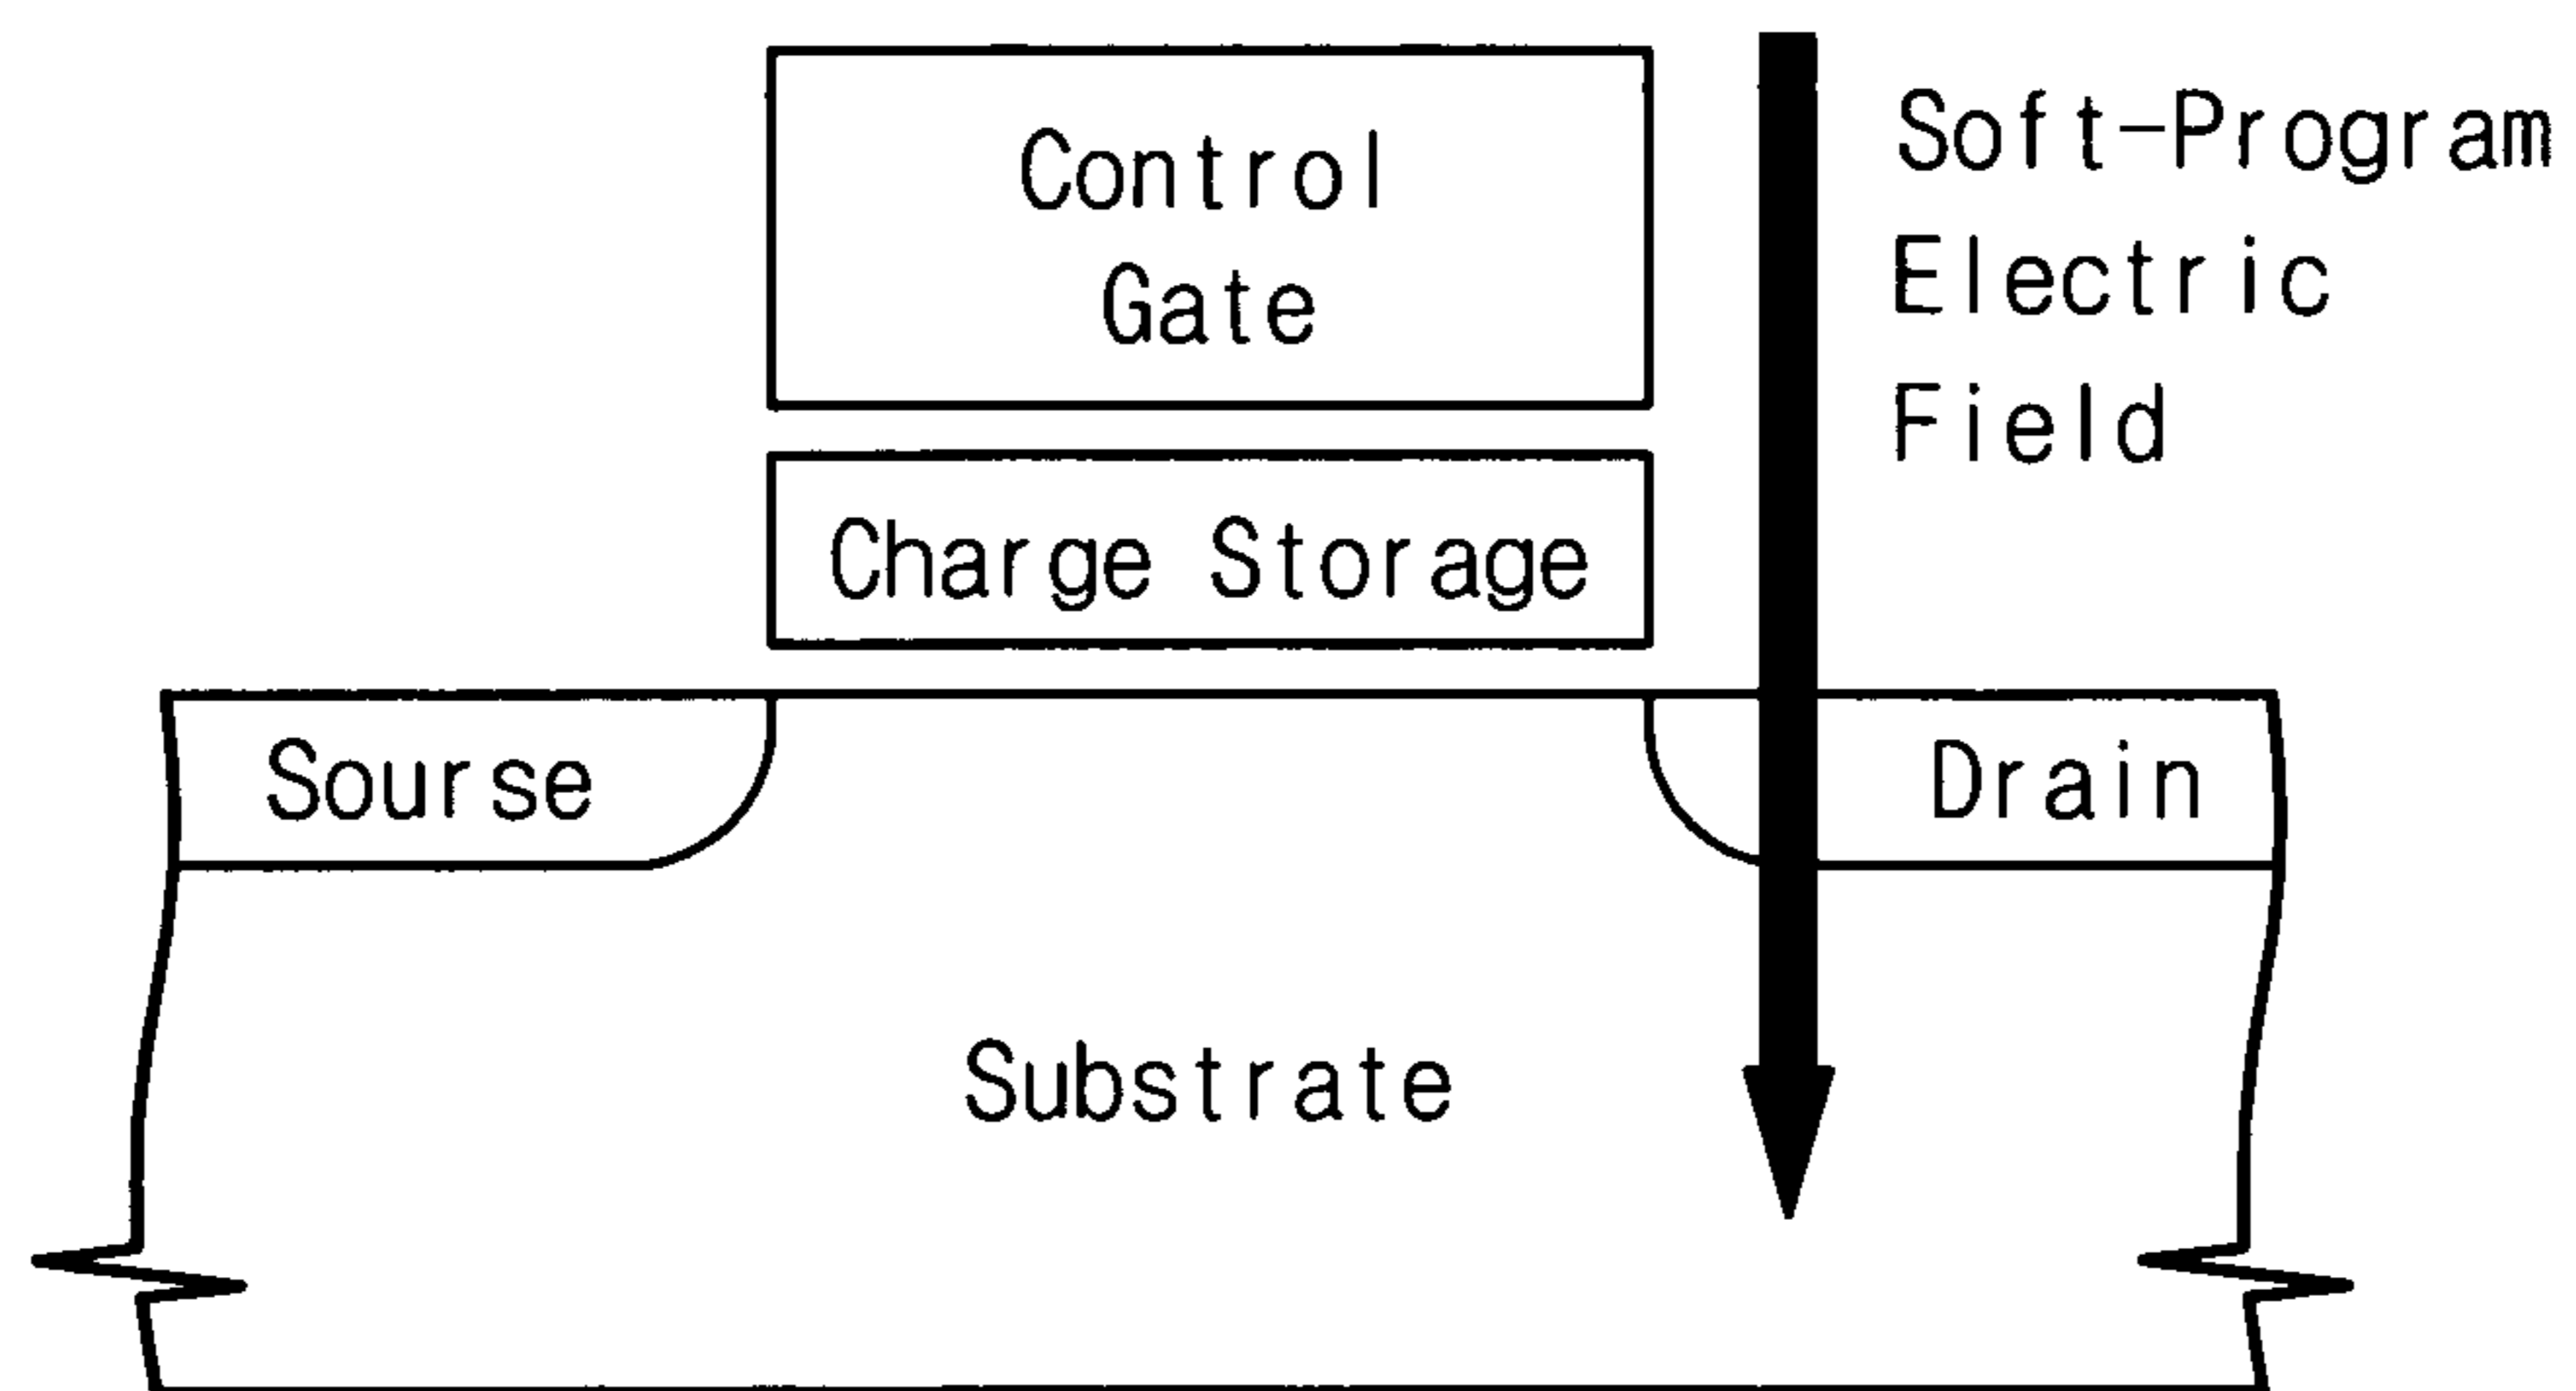 Control
Gate
Soft-Program
Electric
Field
Charge Storage
Sourse
Drain
Substrate